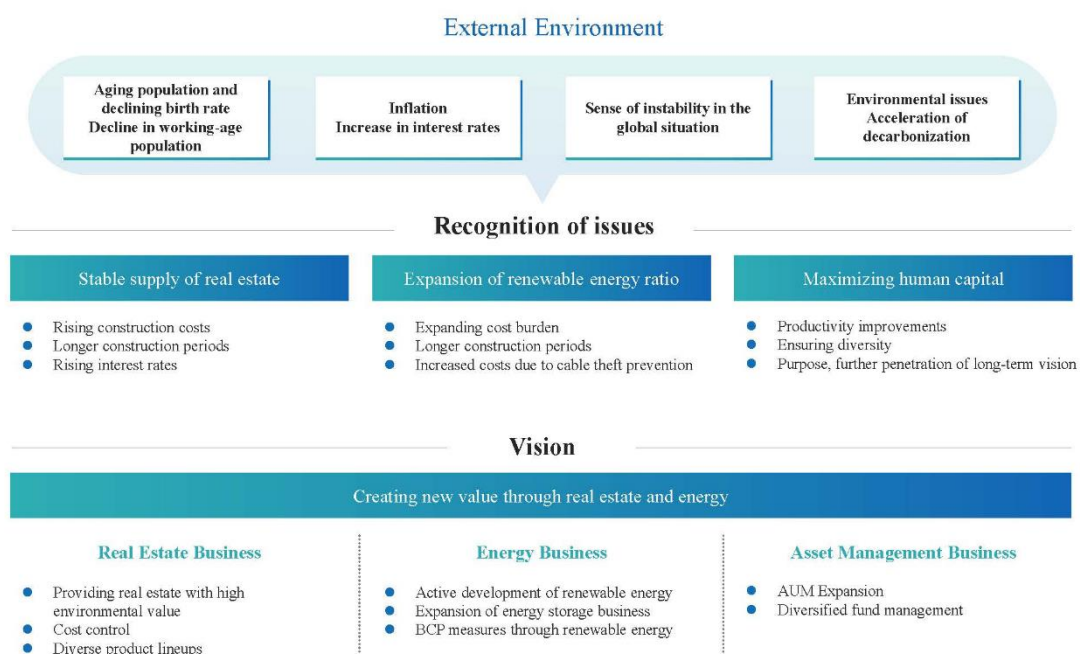 External Environment
Aging population and
declining birth rate
Decline in working-age
population
Inflation
Increase in interest rates
Sense of instability in the
global situation
Environmental issues
Acceleration of
decarbonization
Recognition of issues
Stable supply of real estate
Rising construction costs
Longer construction periods
Rising interest rates
Expansion of renewable energy ratio
Expanding cost burden
Longer construction periods
Increased costs due to cable theft prevention
Maximizing human capital
Productivity improvements
Ensuring diversity
Purpose, further penetration of long-term vision
Vision
Creating new value through real estate and energy
Real Estate Business
Providing real estate with high
environmental value
Cost control
Diverse product lineups
Energy Business
Active development of renewable energy
Expansion of energy storage business
BCP measures through renewable energy
Asset Management Business
AUM Expansion
Diversified fund management